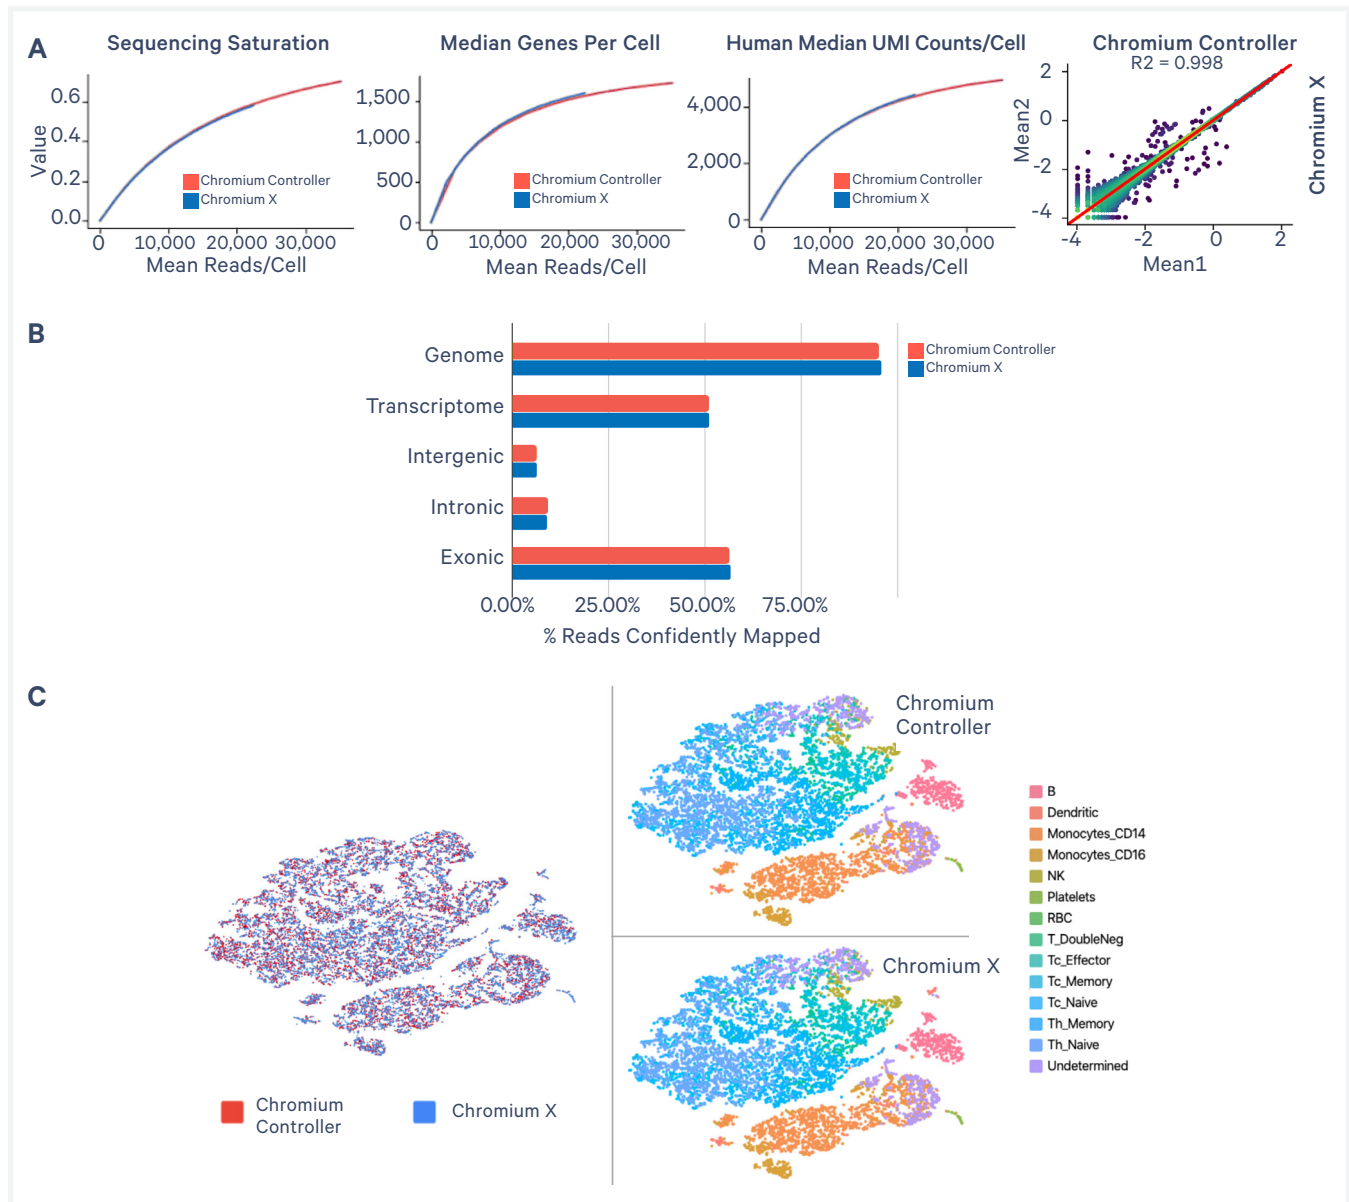 A
Sequencing Saturation
Value
0.6
0.4
0.2
0.0
Chromium Controller
Chromium X
0
10,000
20,000
30,000
Mean Reads/Cell
Median Genes Per Cell
1,500
1,000
500
0
Chromium Controller
Chromium X
0
10,000
20,000
30,000
Mean Reads/Cell
Human Median UMI Counts/Cell
4,000
2,000
0
Chromium Controller
Chromium X
0
10,000
20,000
30,000
Mean Reads/Cell
Chromium Controller
R2 = 0.998
Mean2
2
0
-2
-4
-4
-2
0
2
Mean1
Chromium X
B
Genome
Transcriptome
Intergenic
Intronic
Exonic
0.00%
25.00%
50.00%
75.00%
% Reads Confidently Mapped
Chromium Controller
Chromium X
C
Chromium
Controller
Chromium X
Chromium
Controller
Chromium X
B
Dendritic
Monocytes_CD14
Monocytes_CD16
NK
Platelets
RBC
T_DoubleNeg
Tc_Effector
Tc_Memory
Tc_Naive
Th_Memory
Th_Naive
Undetermined